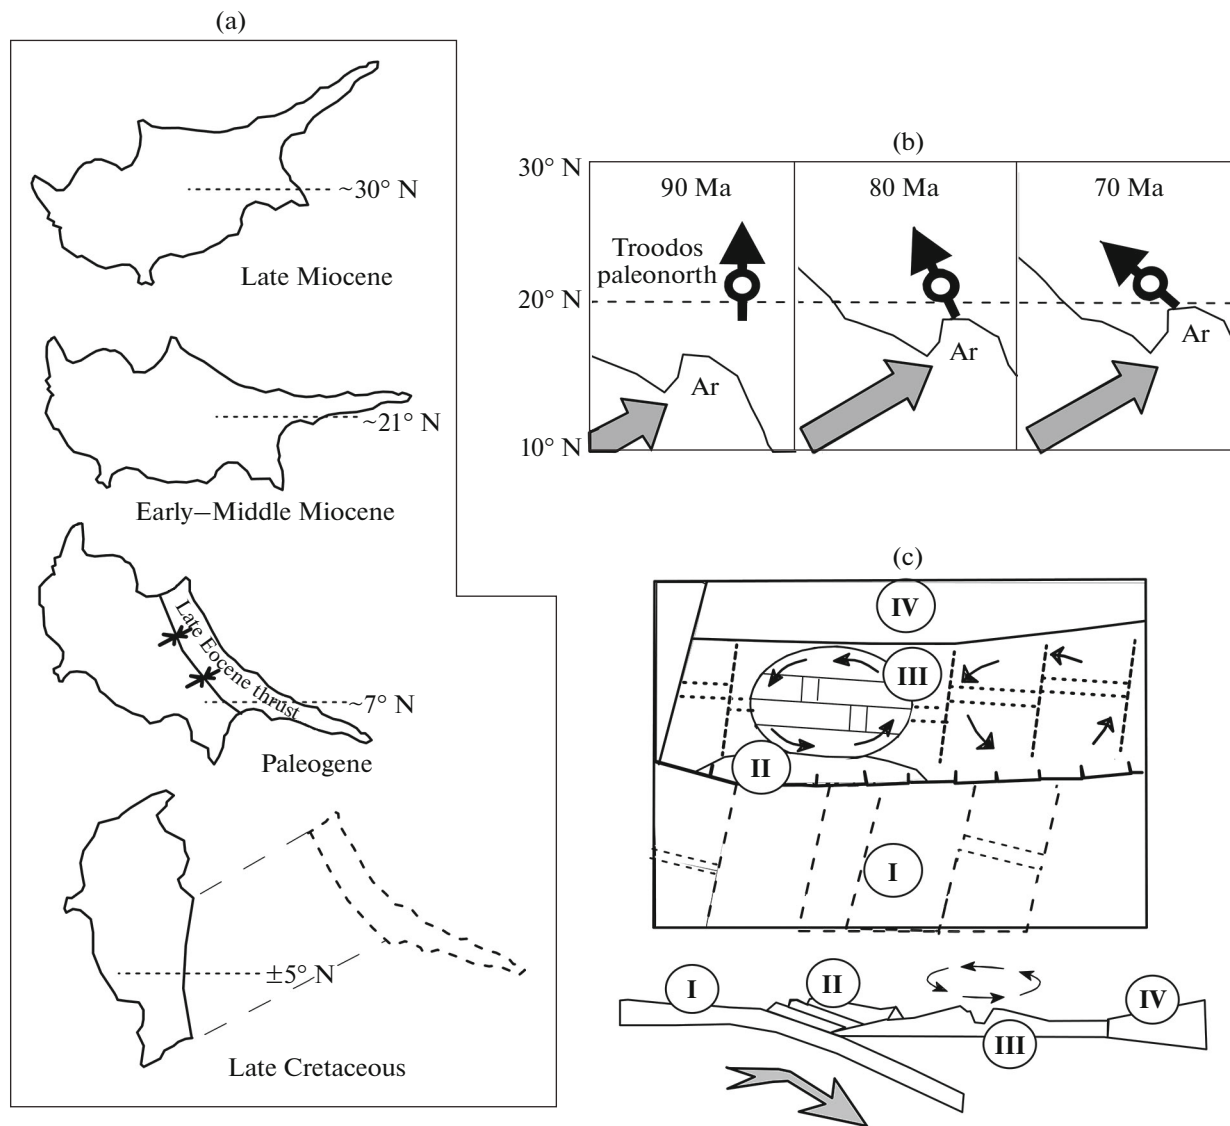 (a)
~30° N
Late Miocene
~21° N
Early–Middle Miocene
Late Eocene thrust
~7° N
Paleogene
±5° N
Late Cretaceous
(b)
30° N
20° N
10° N
90 Ma
80 Ma
70 Ma
Troodos
paleonorth
Ar
Ar
Ar
(c)
IV
III
II
I
I
II
III
IV